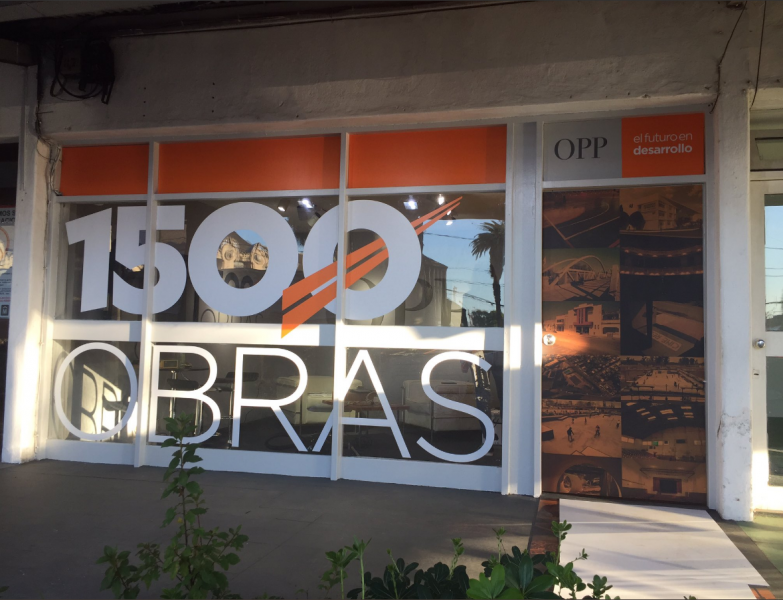 OPP
el futuro en
desarrollo
1500
OBRAS